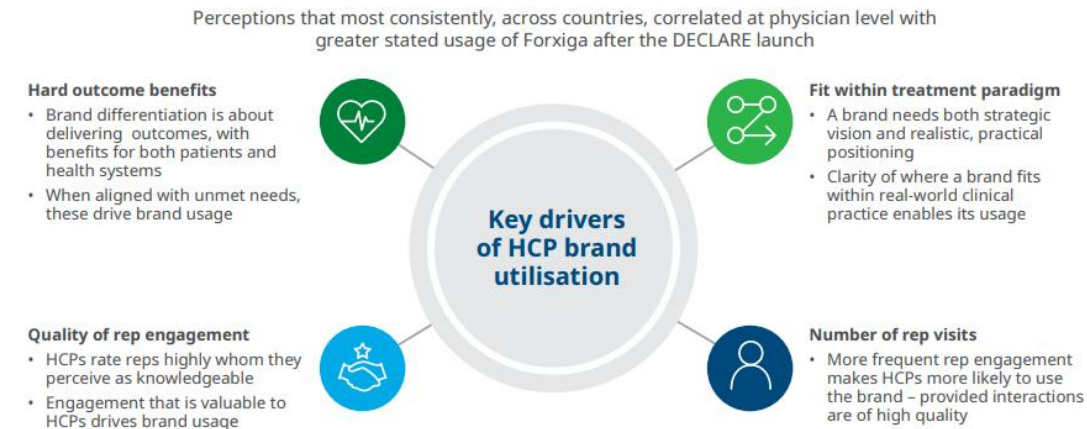 Perceptions that most consistently, across countries, correlated at physician level with
greater stated usage of Forxiga after the DECLARE launch
Hard outcome benefits
• Brand differentiation is about
delivering outcomes, with
benefits for both patients and
health systems
• When aligned with unmet needs,
these drive brand usage
Fit within treatment paradigm
• A brand needs both strategic
vision and realistic, practical
positioning
• Clarity of where a brand fits
within real-world clinical
practice enables its usage
Key drivers
of HCP brand
utilisation
Quality of rep engagement
• HCPs rate reps highly whom they
perceive as knowledgeable
• Engagement that is valuable to
HCPs drives brand usage
Number of rep visits
• More frequent rep engagement
makes HCPs more likely to use
the brand – provided interactions
are of high quality